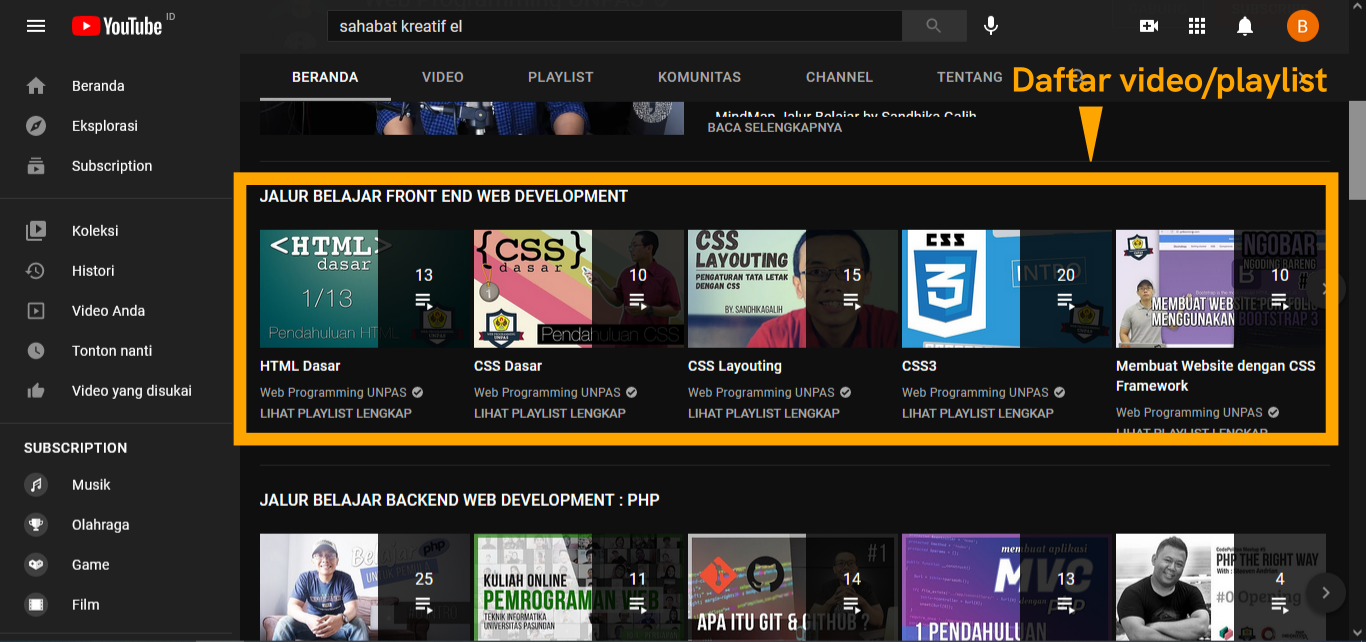 YouTube ID
sahabat kreatif el
B
Beranda
Eksplorasi
Subscription
Koleksi
Histori
Video Anda
Tonton nanti
Video yang disukai
SUBSCRIPTION
Musik
Olahraga
Game
Film
BERANDA VIDEO PLAYLIST KOMUNITAS CHANNEL TENTANG
Daftar video/playlist
MindMap Jalur Belajar by Sandhika Galih
BACA SELENGKAPNYA
JALUR BELAJAR FRONT END WEB DEVELOPMENT
<HTML>
dasar
1/13
Pendahuluan HTML
13
{CSS}
dasar
1
Pendahuluan CSS
10
CSS
LAYOUTING
PENGATURAN TATA LETAK
DENGAN CSS
BY. SANDHIKAGALIH
15
CSS
3
INTRO
20
NGOBAR
NGODING BARENG
#
B
MEMBUAT WEBSITE PORTFOLIO
MENGGUNAKAN BOOTSTRAP 3
10
HTML Dasar
Web Programming UNPAS
LIHAT PLAYLIST LENGKAP
CSS Dasar
Web Programming UNPAS
LIHAT PLAYLIST LENGKAP
CSS Layouting
Web Programming UNPAS
LIHAT PLAYLIST LENGKAP
CSS3
Web Programming UNPAS
LIHAT PLAYLIST LENGKAP
Membuat Website dengan CSS
Framework
Web Programming UNPAS
LIHAT PLAYLIST LENGKAP
JALUR BELAJAR BACKEND WEB DEVELOPMENT : PHP
Belajar php
UNTUK PEMULA
25
KULIAH ONLINE
PEMROGRAMAN WEB
TEKNIK INFORMATIKA
UNIVERSITAS PASUNDAN
11
#1
APA ITU GIT & GITHUB ?
14
membuat aplikasi
MVC
dengan php
1 PENDAHULUAN
13
PHP THE RIGHT WAY
#0 Opening
4